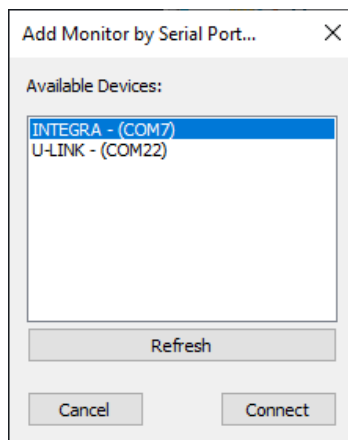 Add Monitor by Serial Port...
Available Devices:
INTEGRA - (COM7)
U-LINK - (COM22)
Refresh
Cancel
Connect